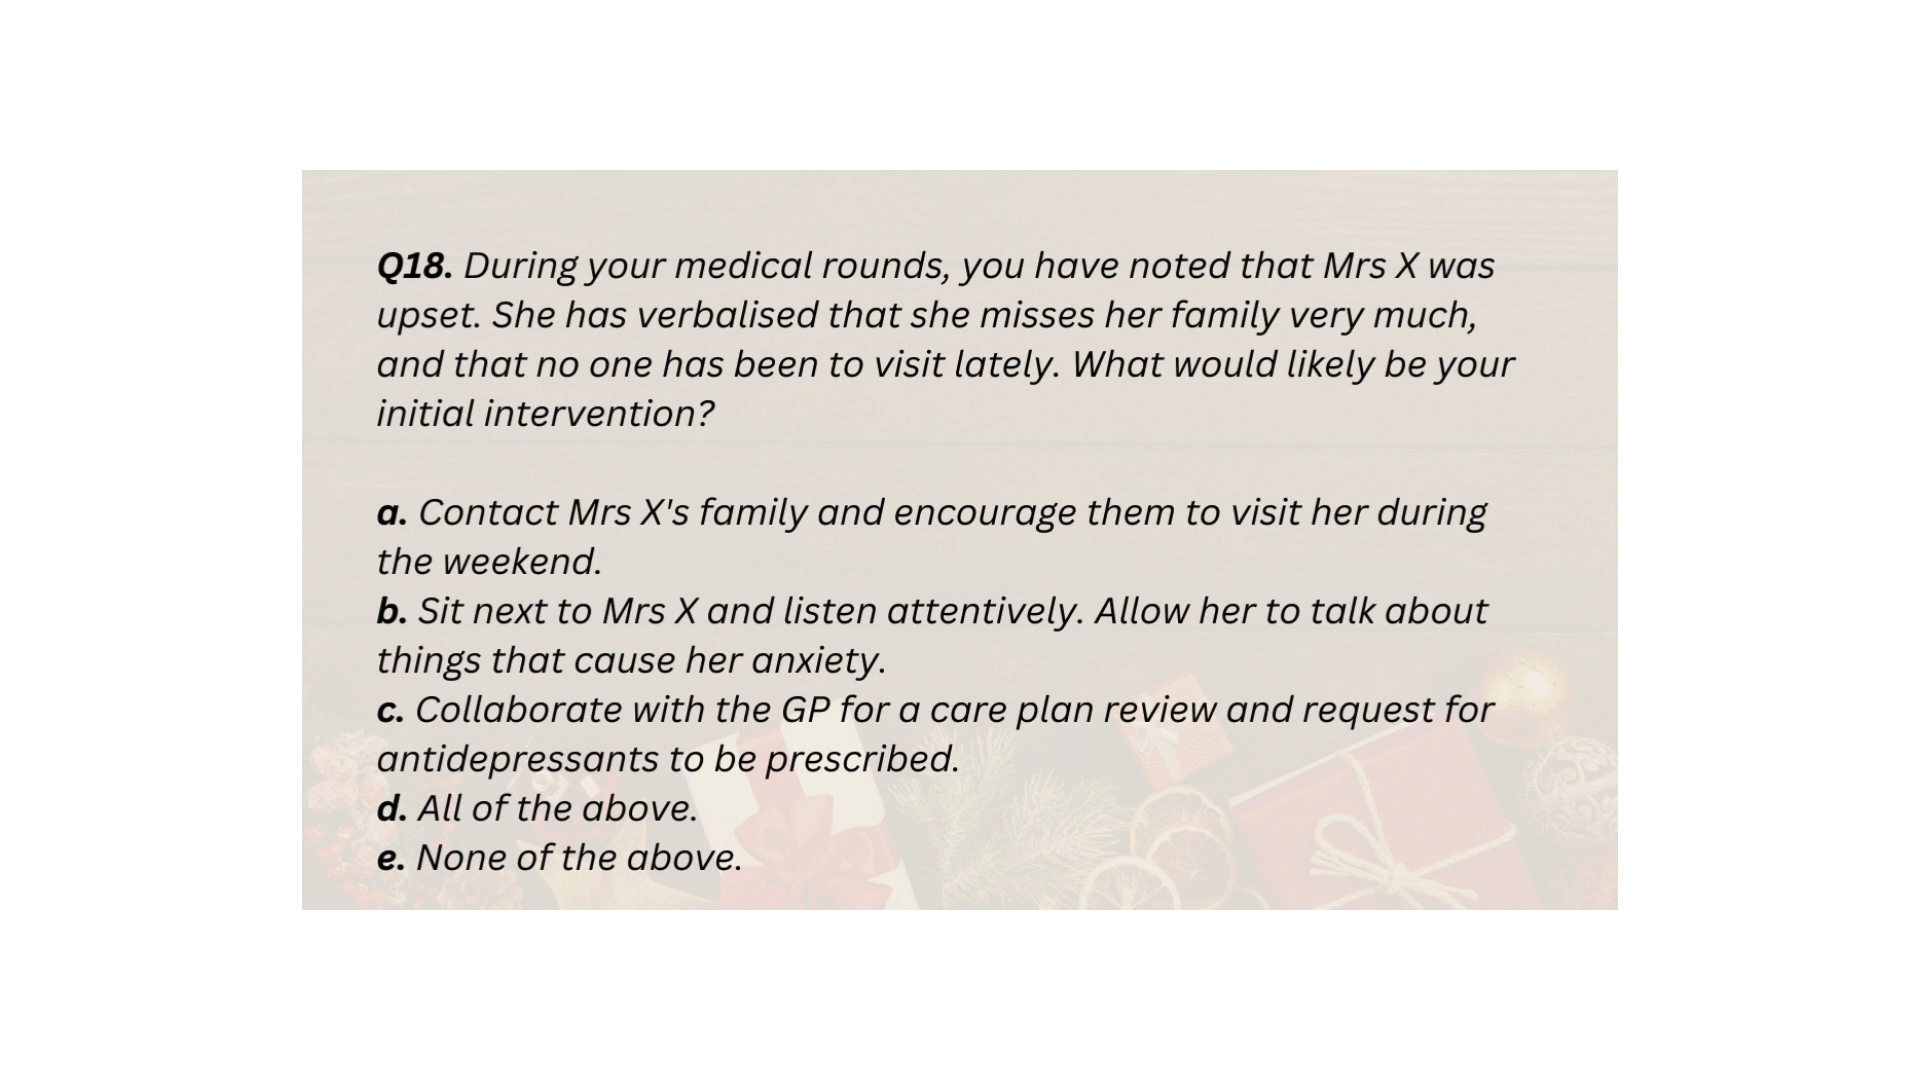 Q18. During your medical rounds, you have noted that Mrs X was
upset. She has verbalised that she misses her family very much,
and that no one has been to visit lately. What would likely be your
initial intervention?
a. Contact Mrs X's family and encourage them to visit her during
the weekend.
b. Sit next to Mrs X and listen attentively. Allow her to talk about
things that cause her anxiety.
c. Collaborate with the GP for a care plan review and request for
antidepressants to be prescribed.
d. All of the above.
e. None of the above.